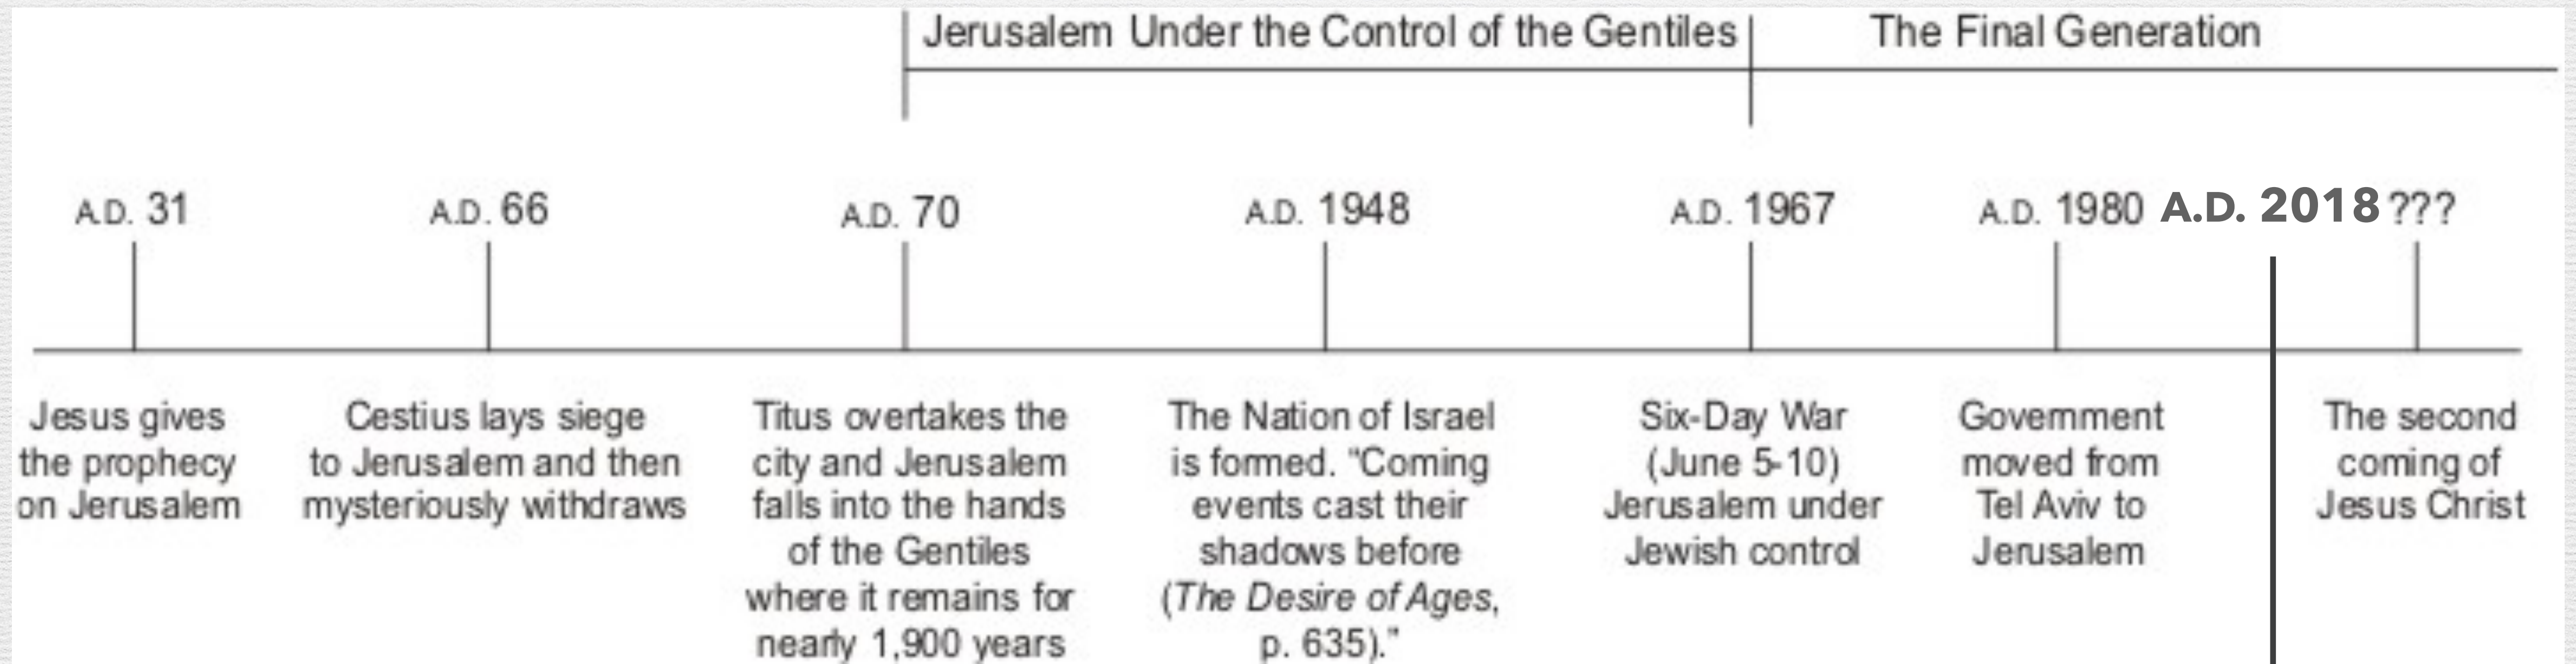 Jerusalem Under the Control of the Gentiles
The Final Generation
A.D. 31
A.D. 66
A.D. 70
A.D. 1948
A.D. 1967
A.D. 1980
A.D. 2018
???
Jesus gives
the prophecy
on Jerusalem
Cestius lays siege
to Jerusalem and then
mysteriously withdraws
Titus overtakes the
city and Jerusalem
falls into the hands
of the Gentiles
where it remains for
nearly 1,900 years
The Nation of Israel
is formed. "Coming
events cast their
shadows before
(The Desire of Ages,
p. 635)."
Six-Day War
(June 5-10)
Jerusalem under
Jewish control
Government
moved from
Tel Aviv to
Jerusalem
The second
coming of
Jesus Christ